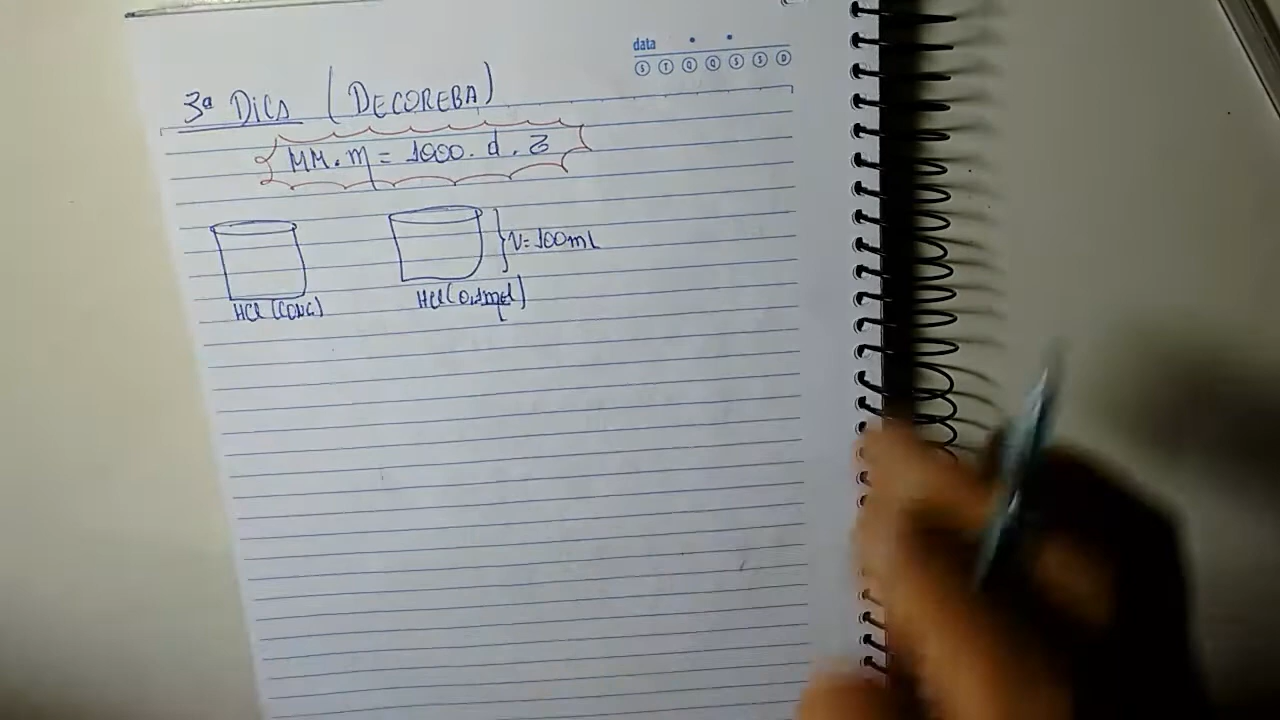 data
S T Q Q S S D
3ª DICA (DECOREBA)
MM.m = 1000.d.z
V=100ml
HCl (CONC)
HCl (0,1mol)